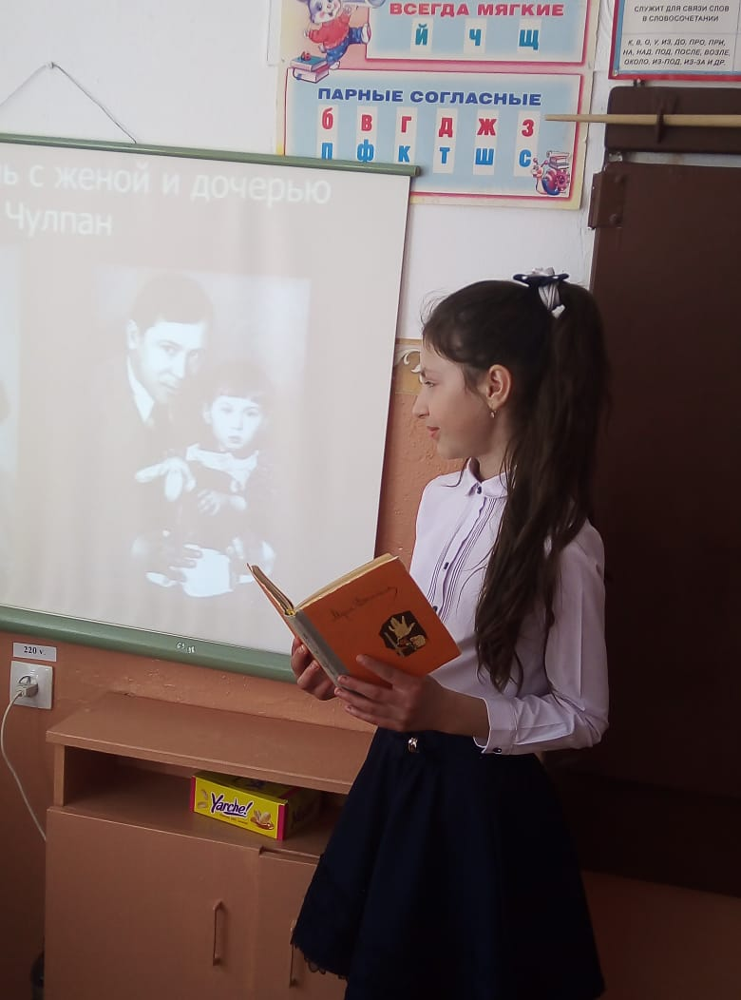 ВСЕГДА МЯГКИЕ
Й Ч Щ
ПАРНЫЕ СОГЛАСНЫЕ
б в г д ж з
п ф к т ш с
СЛУЖИТ ДЛЯ СВЯЗИ СЛОВ
В СЛОВОСОЧЕТАНИИ
К, В, О, У, ИЗ, ДО, ПРО, ПРИ,
НА, НАД, ПОД, ПОСЛЕ, ВОЗЛЕ,
ОКОЛО, ИЗ-ПОД, ИЗ-ЗА И ДР.
с женой и дочерью
Чулпан
220 v.
Yarche!